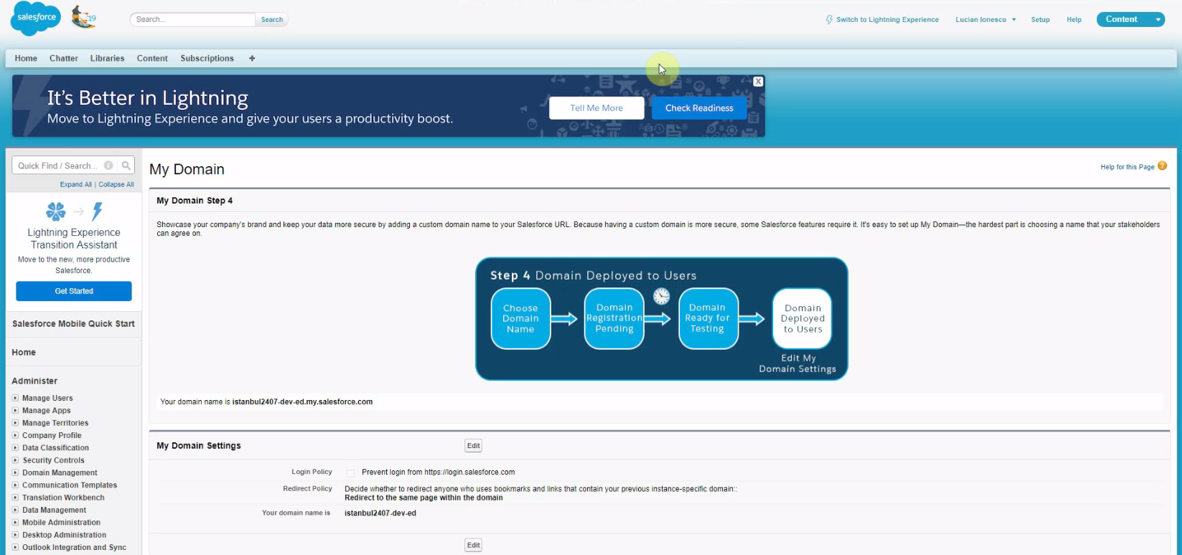 salesforce
19
Search...
Search
Switch to Lightning Experience
Lucian Ionescu
Setup
Help
Content
Home
Chatter
Libraries
Content
Subscriptions
+
It's Better in Lightning
Move to Lightning Experience and give your users a productivity boost.
Tell Me More
Check Readiness
X
Quick Find / Search...
Expand All | Collapse All
Lightning Experience
Transition Assistant
Move to the new, more productive
Salesforce.
Get Started
Salesforce Mobile Quick Start
Home
Administer
Manage Users
Manage Apps
Manage Territories
Company Profile
Data Classification
Security Controls
Domain Management
Communication Templates
Translation Workbench
Data Management
Mobile Administration
Desktop Administration
Outlook Integration and Sync
My Domain
Help for this Page ?
My Domain Step 4
Showcase your company's brand and keep your data more secure by adding a custom domain name to your Salesforce URL. Because having a custom domain is more secure, some Salesforce features require it. It's easy to set up My Domain—the hardest part is choosing a name that your stakeholders
can agree on.
Step 4 Domain Deployed to Users
Choose
Domain
Name
Domain
Registration
Pending
Domain
Ready for
Testing
Domain
Deployed
to Users
Edit My
Domain Settings
Your domain name is istanbul2407-dev-ed.my.salesforce.com
My Domain Settings
Edit
Login Policy
Prevent login from https://login.salesforce.com
Redirect Policy
Decide whether to redirect anyone who uses bookmarks and links that contain your previous instance-specific domain::
Redirect to the same page within the domain
Your domain name is
istanbul2407-dev-ed
Edit